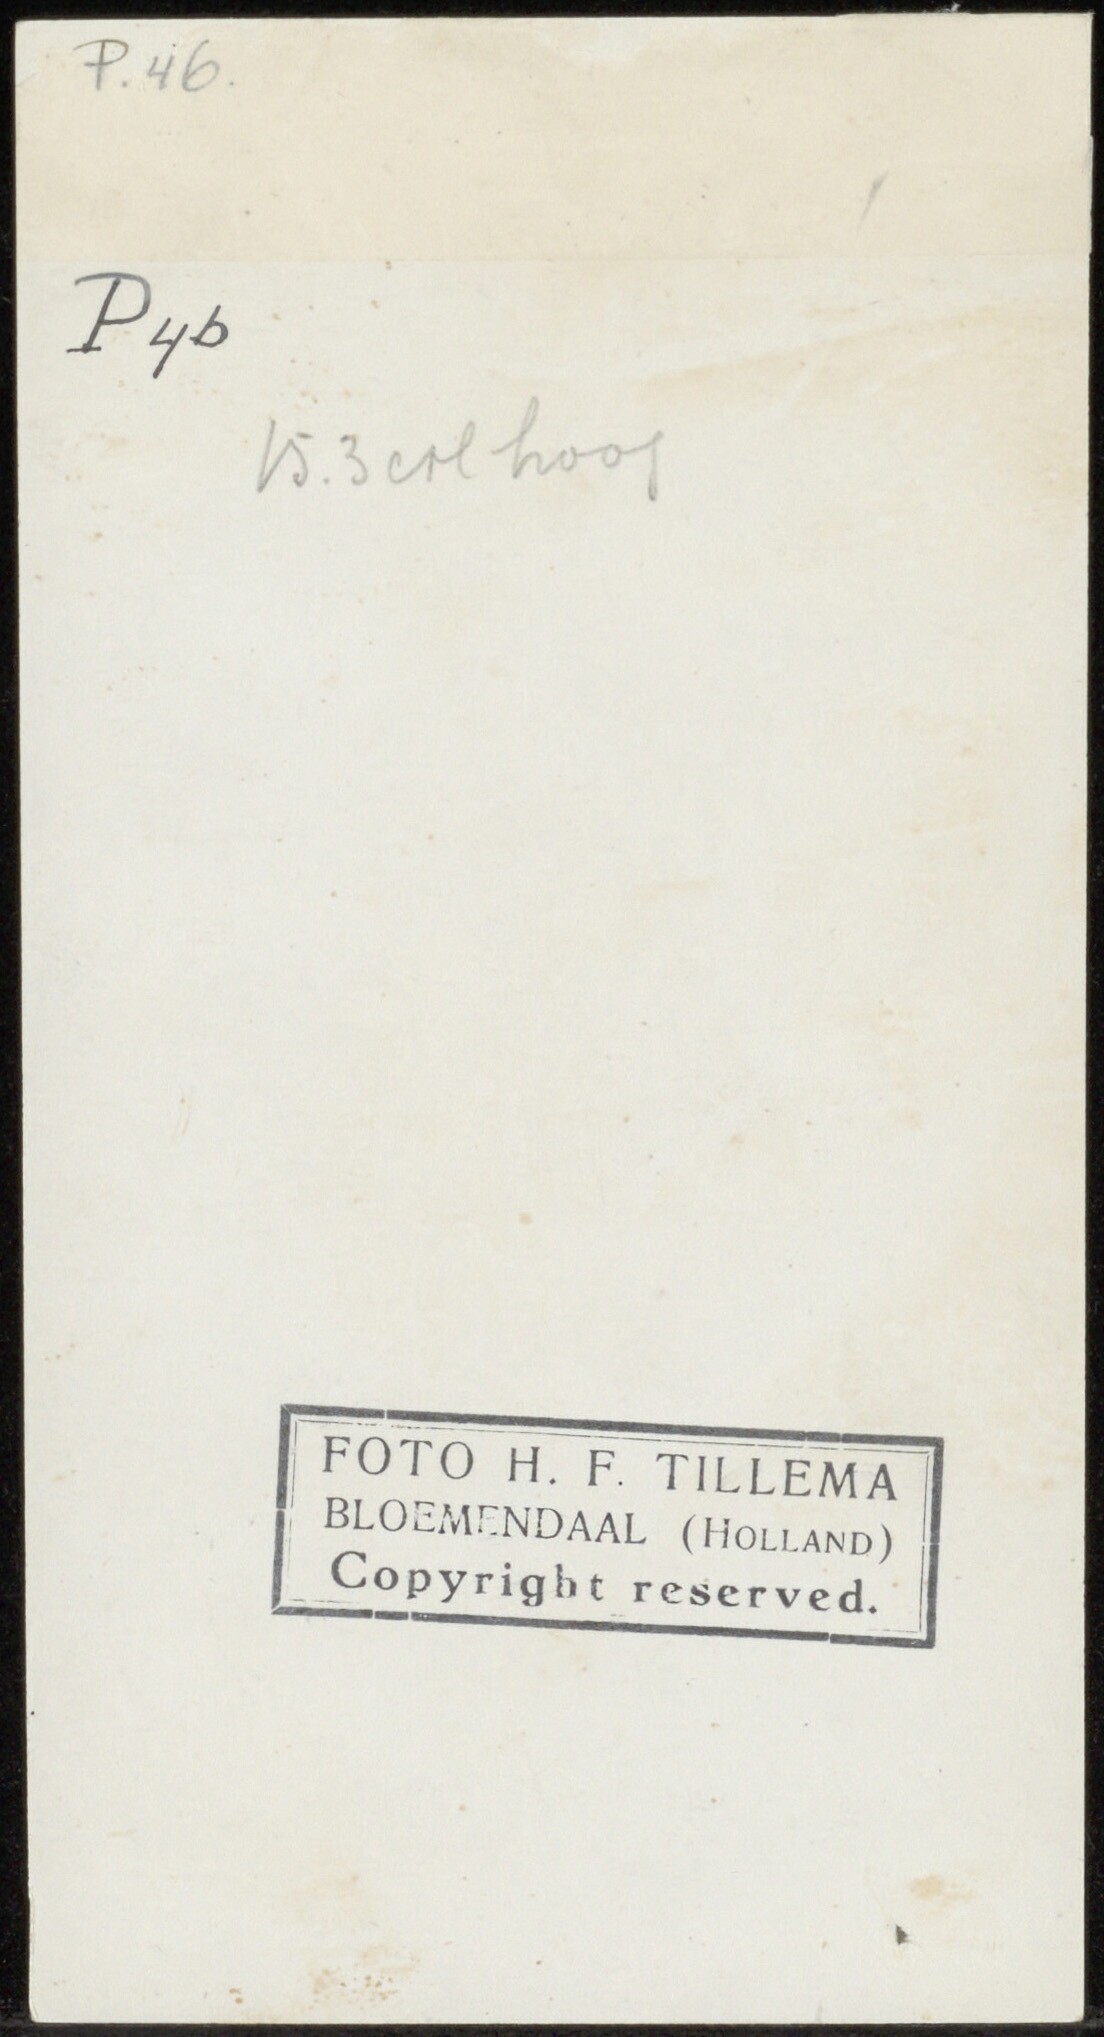 P.46.
P46
15.3 cM hoog
FOTO H. F. TILLEMA
BLOEMENDAAL (HOLLAND)
Copyright reserved.